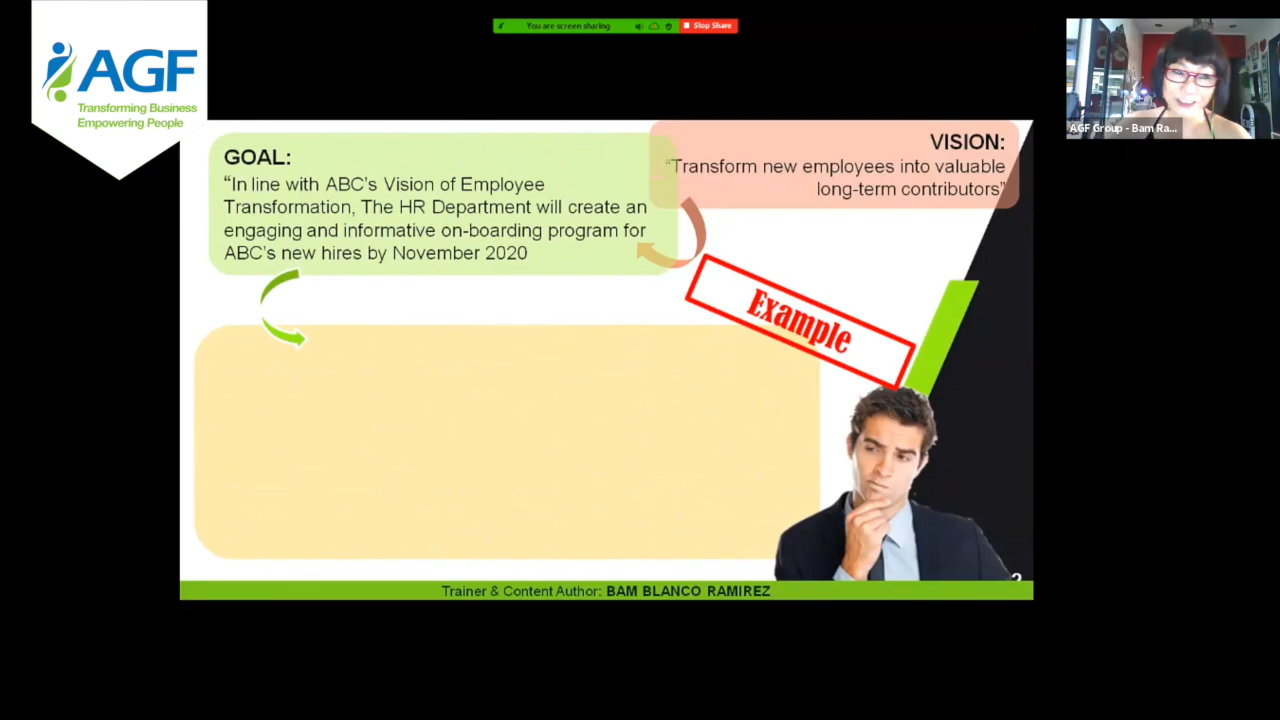 You are screen sharing
Stop Share
AGF
Transforming Business
Empowering People
AGF Group - Bam Ra...
GOAL:
“In line with ABC’s Vision of Employee
Transformation, The HR Department will create an
engaging and informative on-boarding program for
ABC’s new hires by November 2020
VISION:
“Transform new employees into valuable
long-term contributors”
Example
2
Trainer & Content Author: BAM BLANCO RAMIREZ